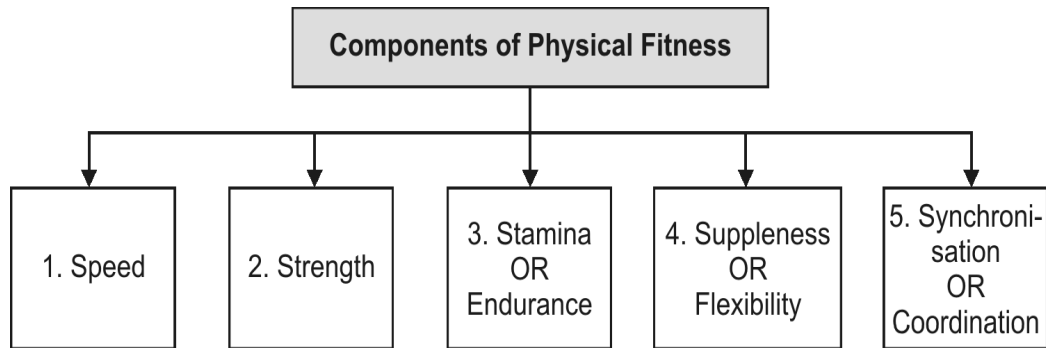 Components of Physical Fitness
1. Speed
2. Strength
3. Stamina
OR
Endurance
4. Suppleness
OR
Flexibility
5. Synchroni-
sation
OR
Coordination